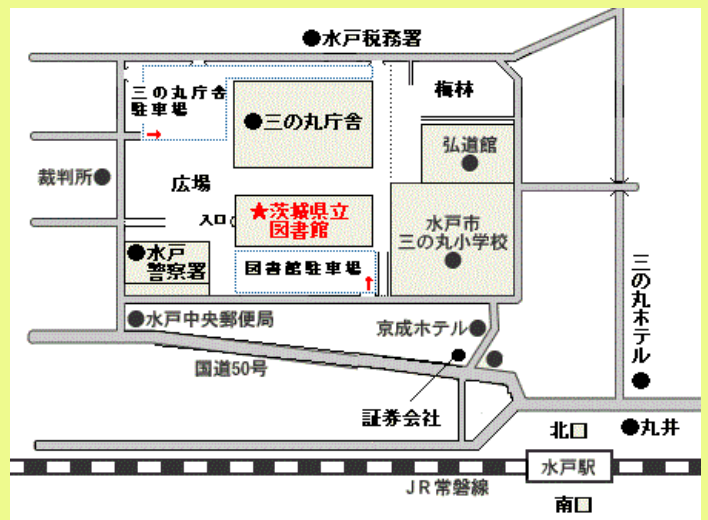 ●水戸税務署
三の丸庁舎
駐車場
梅林
●三の丸庁舎
弘道館
裁判所●
広場
入口
★茨城県立
図書館
水戸市
三の丸小学校
●水戸
警察署
図書館駐車場
三の丸ホテル●
●水戸中央郵便局
京成ホテル●
国道50号
証券会社
北口
●丸井
水戸駅
JR常磐線
南口